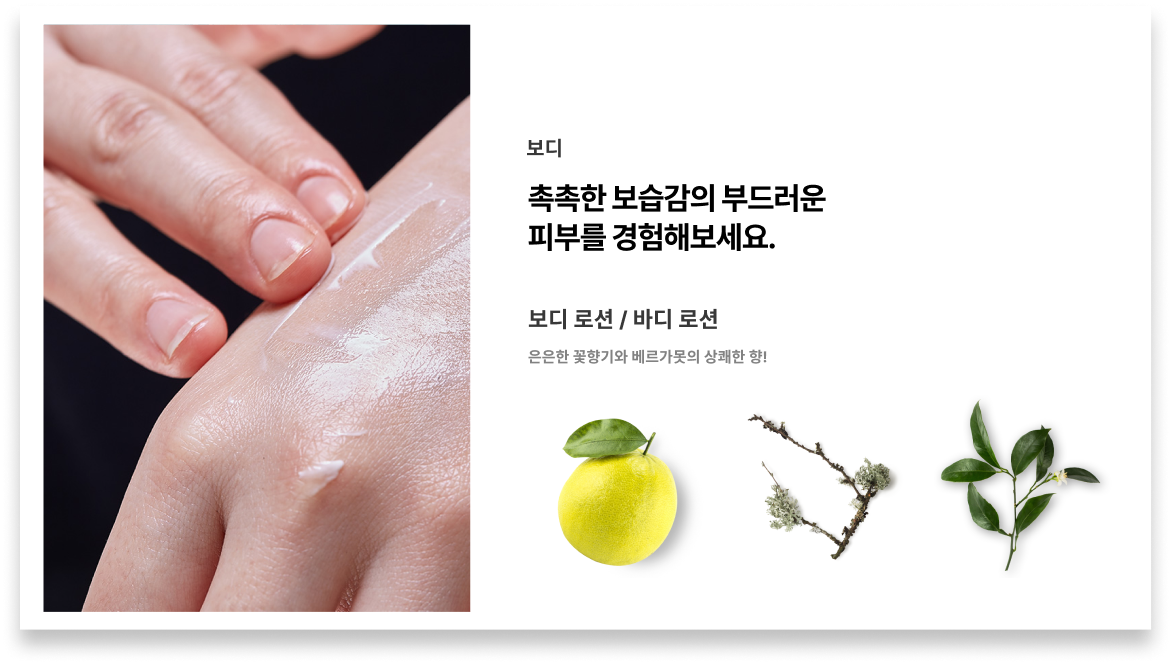 보디
촉촉한 보습감의 부드러운
피부를 경험해보세요.
보디 로션 / 바디 로션
은은한 꽃향기와 베르가못의 상쾌한 향!